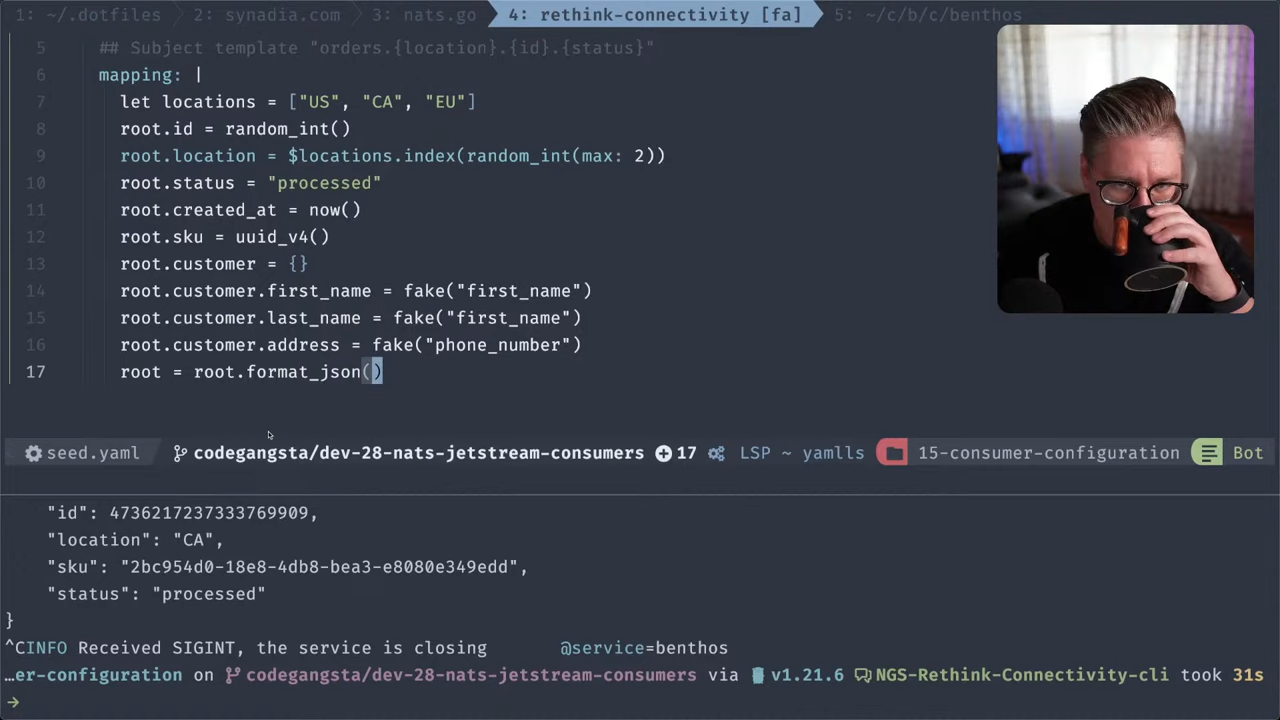 1: ~/.dotfiles 2: synadia.com 3: nats.go 4: rethink-connectivity [fa] 5: ~/c/b/c/benthos
5 ## Subject template "orders.{location}.{id}.{status}"
6 mapping: |
7 let locations = ["US", "CA", "EU"]
8 root.id = random_int()
9 root.location = $locations.index(random_int(max: 2))
10 root.status = "processed"
11 root.created_at = now()
12 root.sku = uuid_v4()
13 root.customer = {}
14 root.customer.first_name = fake("first_name")
15 root.customer.last_name = fake("first_name")
16 root.customer.address = fake("phone_number")
17 root = root.format_json()
seed.yaml codegangsta/dev-28-nats-jetstream-consumers 17 LSP ~ yamlls 15-consumer-configuration Bot
"id": 4736217237333769909,
"location": "CA",
"sku": "2bc954d0-18e8-4db8-bea3-e8080e349edd",
"status": "processed"
}
^CINFO Received SIGINT, the service is closing @service=benthos
…er-configuration on codegangsta/dev-28-nats-jetstream-consumers via v1.21.6 NGS-Rethink-Connectivity-cli took 31s
→